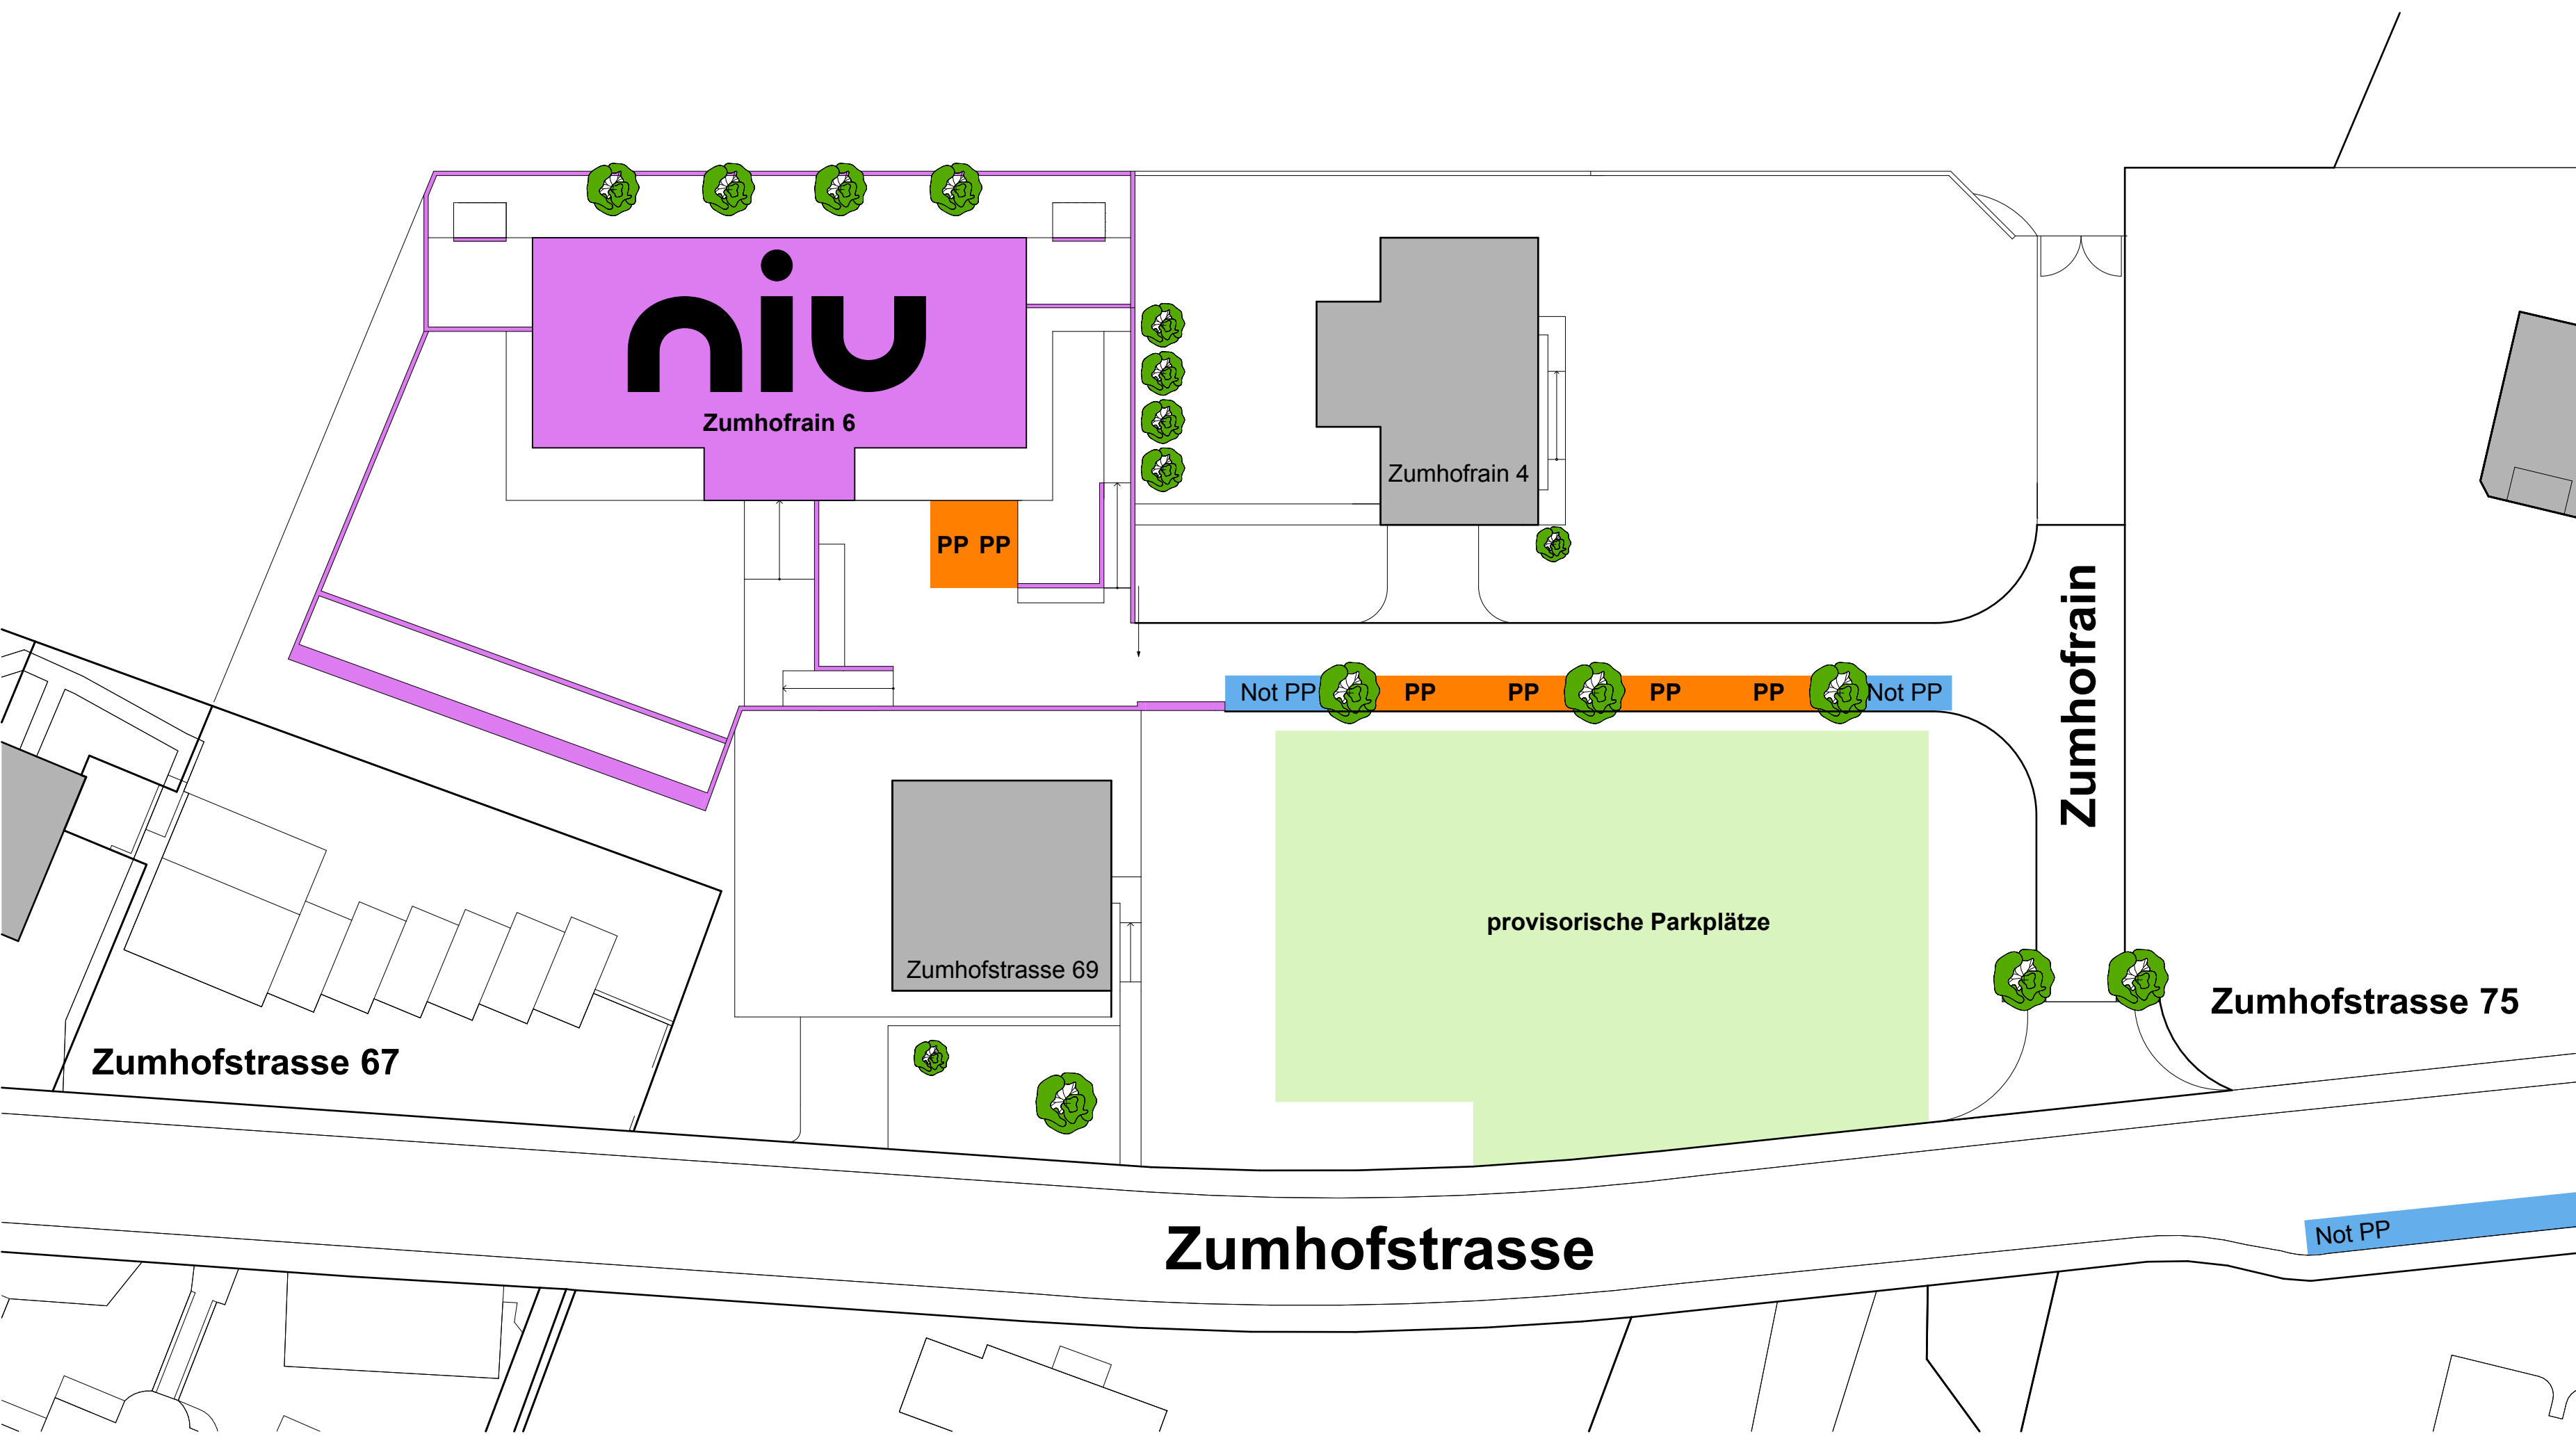 niu
Zumhofrain 6
Zumhofrain 4
PP PP
Not PP PP PP PP PP Not PP
Zumhofrain
provisorische Parkplätze
Zumhofstrasse 69
Zumhofstrasse 75
Zumhofstrasse 67
Zumhofstrasse
Not PP